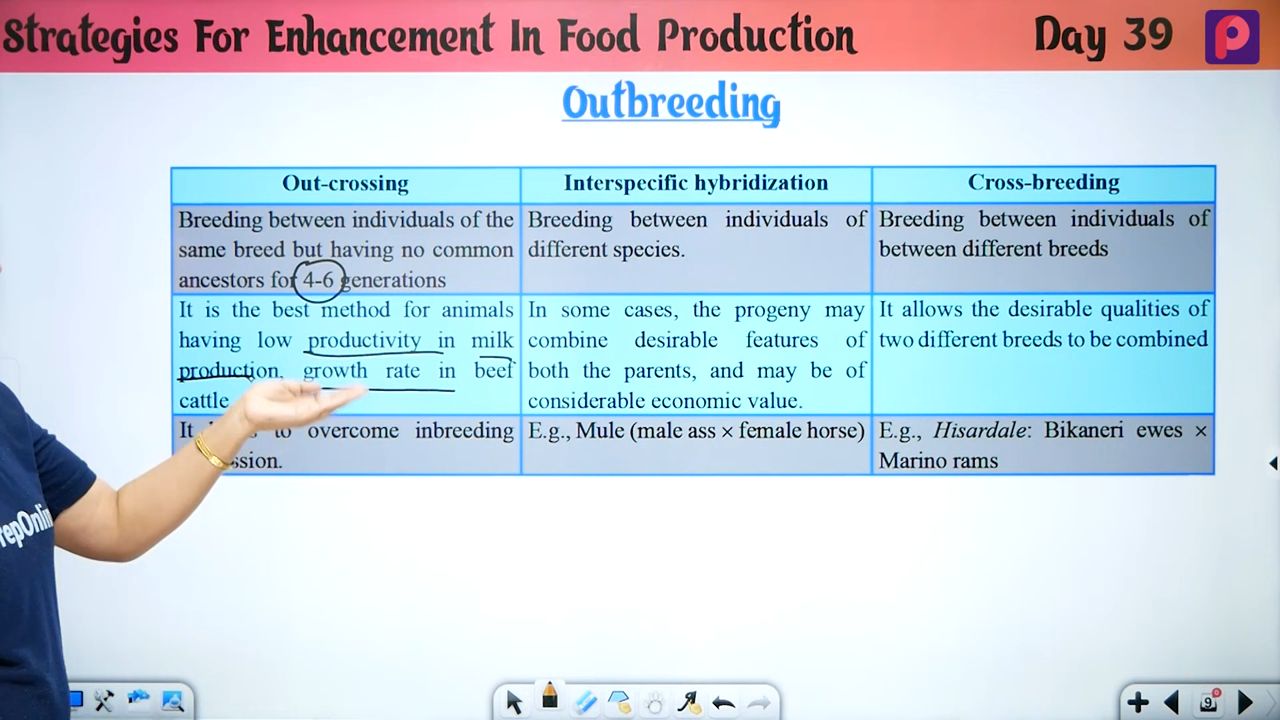 Strategies For Enhancement In Food Production
Day 39
Outbreeding
Out-crossing
Breeding between individuals of the
same breed but having no common
ancestors for 4-6 generations
It is the best method for animals
having low productivity in milk
production, growth rate in beef
cattle
It to overcome inbreeding
Interspecific hybridization
Breeding between individuals of
different species.
In some cases, the progeny may
combine desirable features of
both the parents, and may be of
considerable economic value.
E.g., Mule (male ass × female horse)
Cross-breeding
Breeding between individuals of
between different breeds
It allows the desirable qualities of
two different breeds to be combined
E.g., Hisardale: Bikaneri ewes ×
Marino rams
9